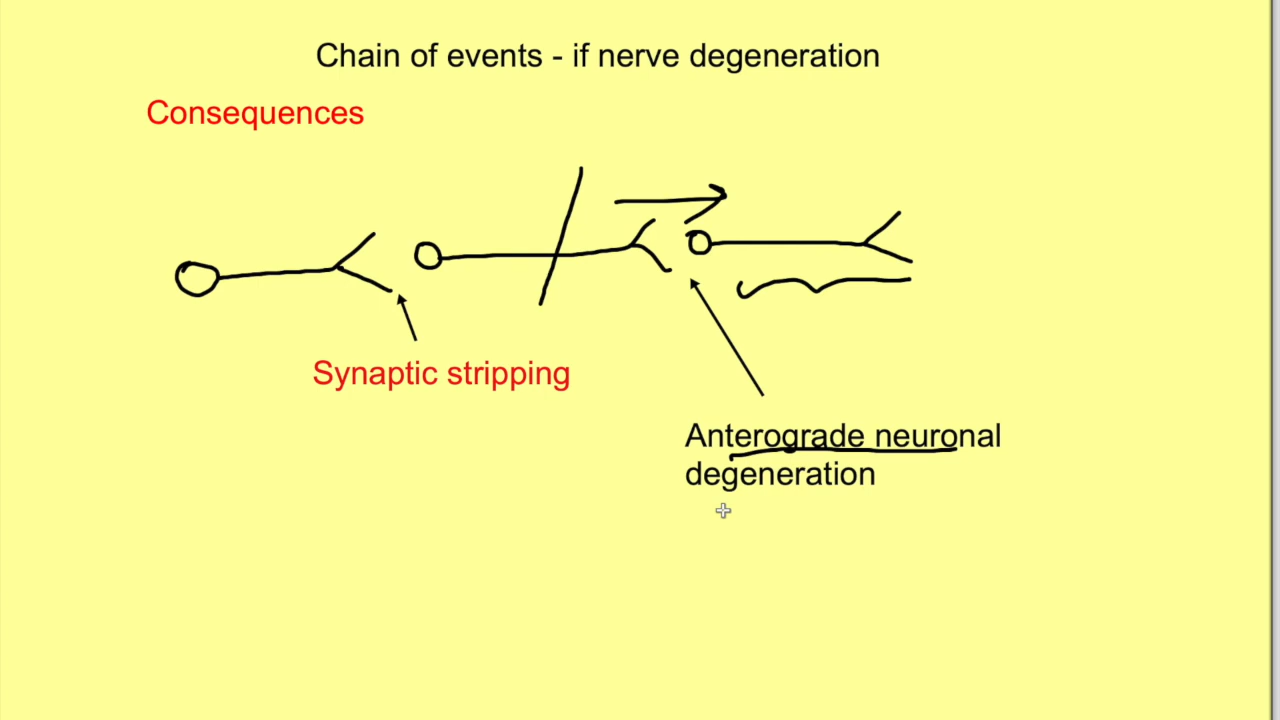 Chain of events - if nerve degeneration
Consequences
Synaptic stripping
Anterograde neuronal
degeneration